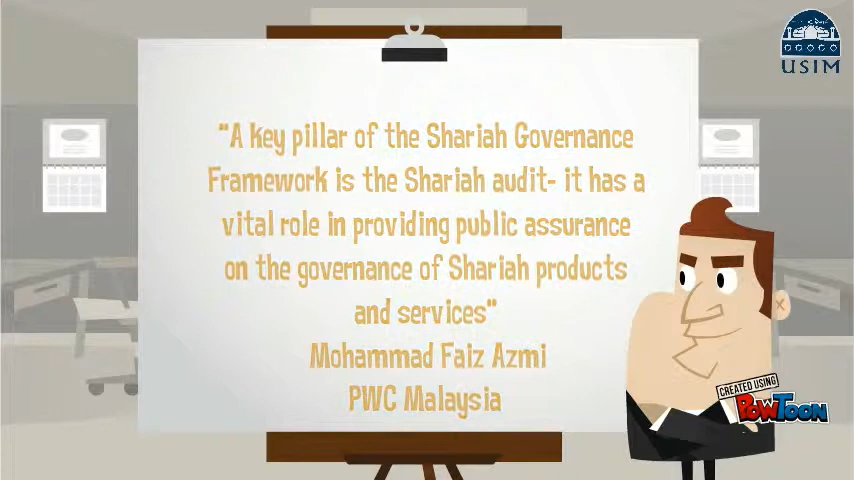 USIM
"A key pillar of the Shariah Governance
Framework is the Shariah audit- it has a
vital role in providing public assurance
on the governance of Shariah products
and services"
Mohammad Faiz Azmi
PWC Malaysia
CREATED USING
POWTOON